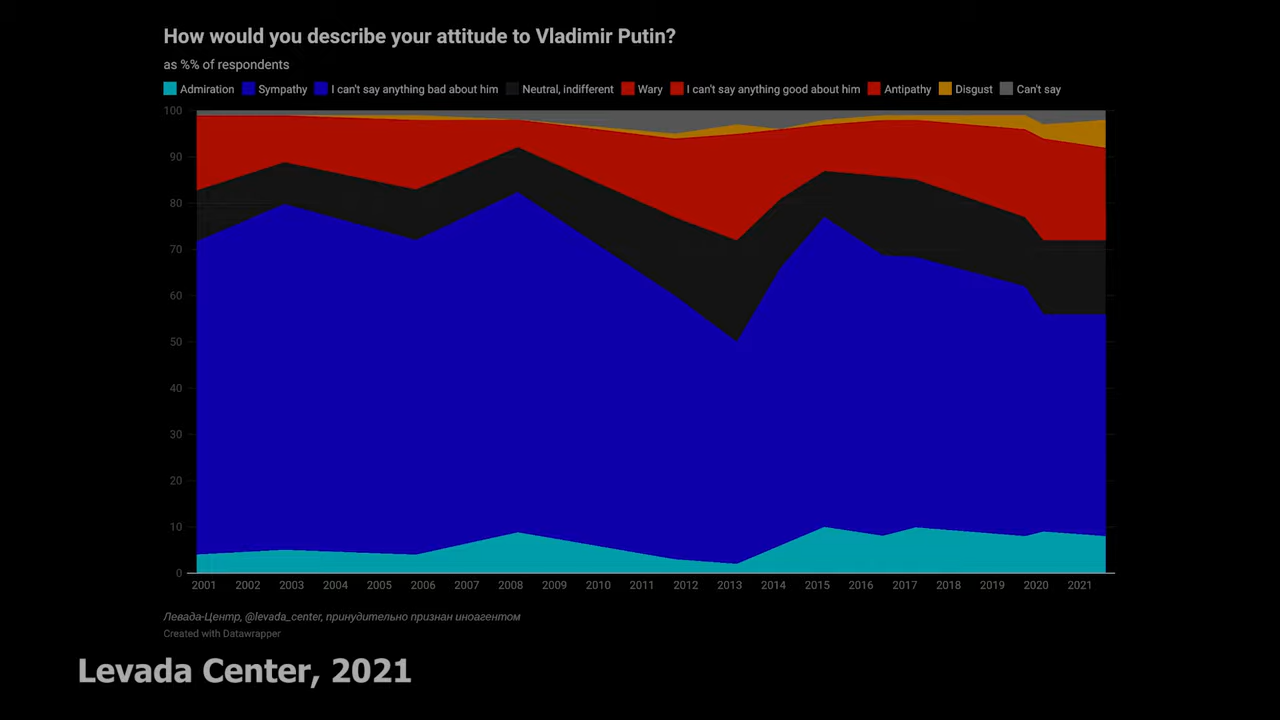 How would you describe your attitude to Vladimir Putin?
as %% of respondents
Admiration Sympathy I can't say anything bad about him Neutral, indifferent Wary I can't say anything good about him Antipathy Disgust Can't say
100
90
80
70
60
50
40
30
20
10
0
2001 2002 2003 2004 2005 2006 2007 2008 2009 2010 2011 2012 2013 2014 2015 2016 2017 2018 2019 2020 2021
Левада-Центр, @levada_center, принудительно признан иноагентом
Created with Datawrapper
Levada Center, 2021